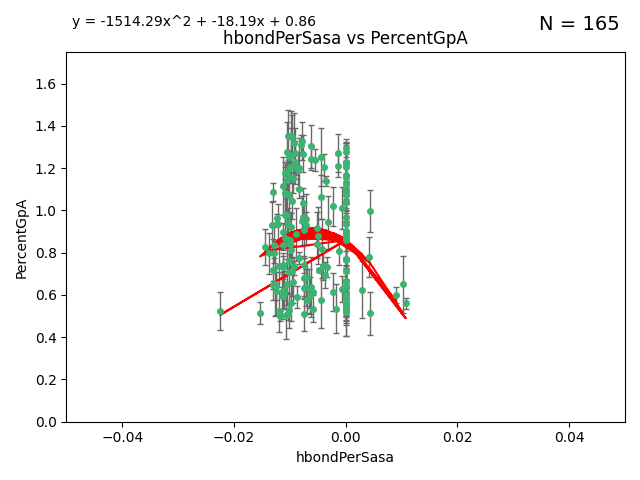 y = -1514.29x^2 + -18.19x + 0.86
N = 165
hbondPerSasa vs PercentGpA
1.6
1.4
1.2
1.0
0.8
0.6
0.4
0.2
0.0
PercentGpA
−0.04
−0.02
0.00
0.02
0.04
hbondPerSasa